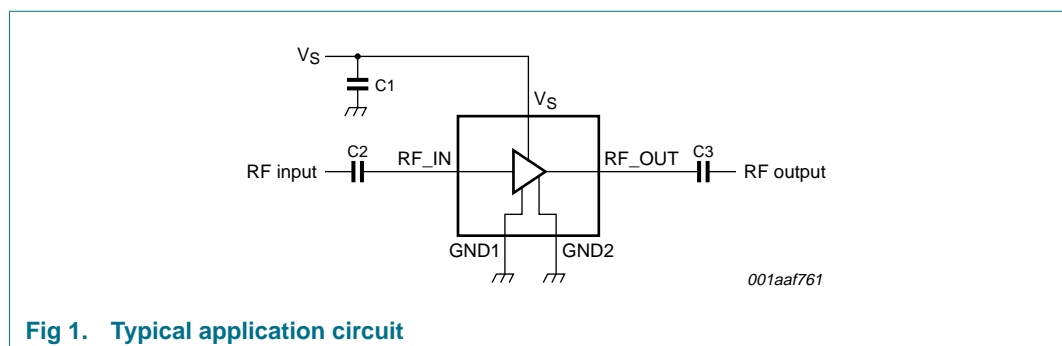 VS
C1
VS
RF input
C2
RF_IN
RF_OUT
C3
RF output
GND1
GND2
001aaf761
Fig 1. Typical application circuit